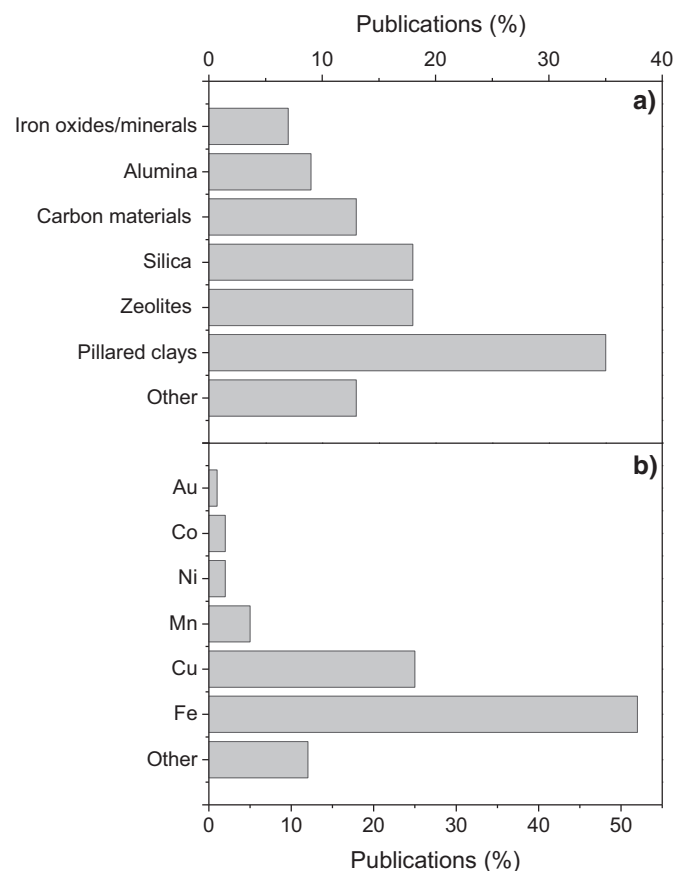 Publications (%)
0 10 20 30 40
a)
Iron oxides/minerals
Alumina
Carbon materials
Silica
Zeolites
Pillared clays
Other
b)
Au
Co
Ni
Mn
Cu
Fe
Other
0 10 20 30 40 50
Publications (%)